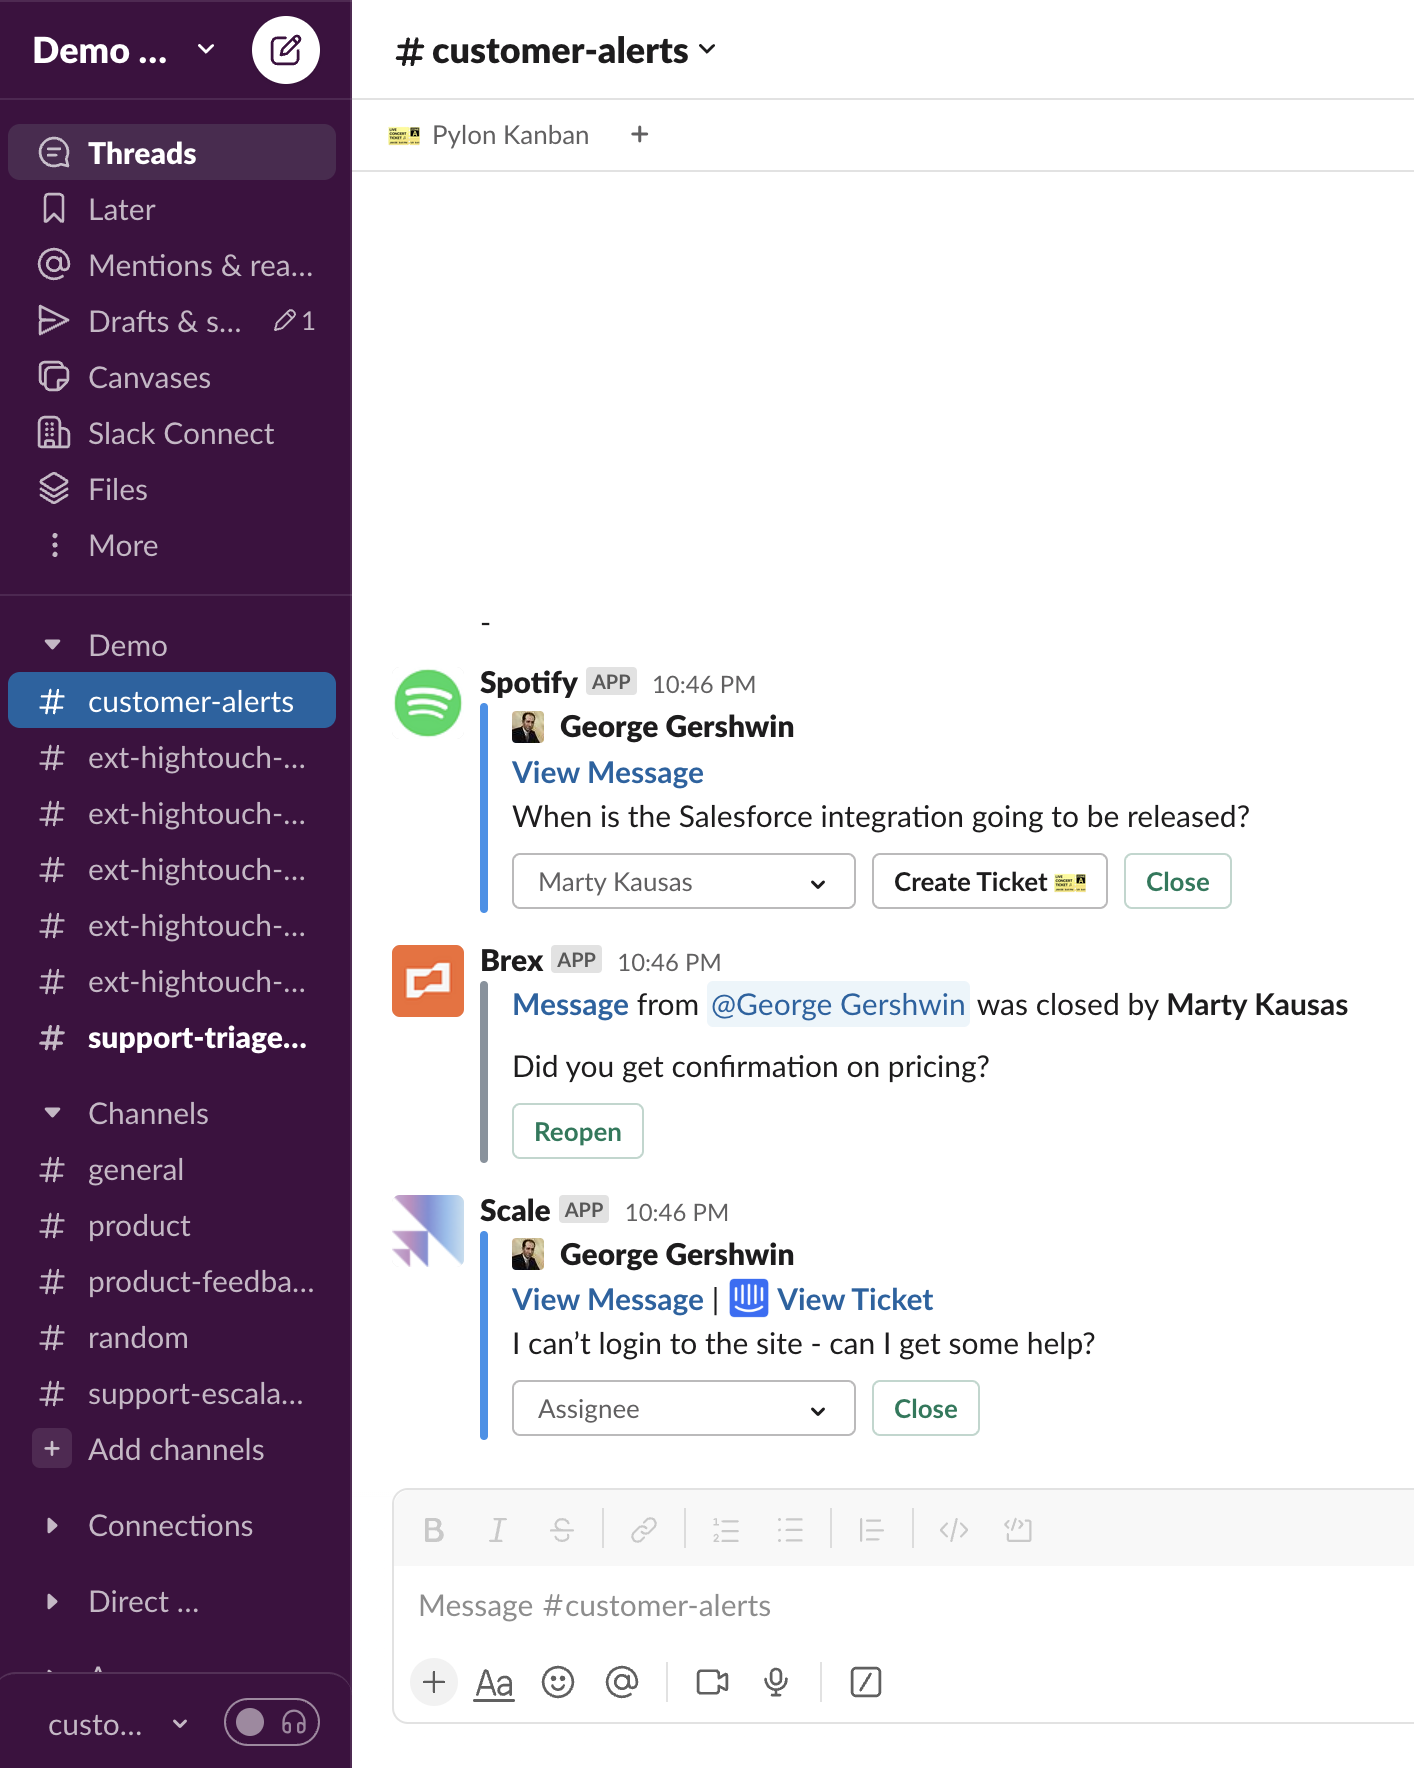 Demo ...
Threads
Later
Mentions & rea...
Drafts & s... 1
Canvases
Slack Connect
Files
More
Demo
# customer-alerts
# ext-hightouch-...
# ext-hightouch-...
# ext-hightouch-...
# ext-hightouch-...
# ext-hightouch-...
# support-triage...
Channels
# general
# product
# product-feedba...
# random
# support-escala...
+ Add channels
Connections
Direct ...
custo...
# customer-alerts
Pylon Kanban +
-
Spotify APP 10:46 PM
George Gershwin
View Message
When is the Salesforce integration going to be released?
Marty Kausas Create Ticket Close
Brex APP 10:46 PM
Message from @George Gershwin was closed by Marty Kausas
Did you get confirmation on pricing?
Reopen
Scale APP 10:46 PM
George Gershwin
View Message | View Ticket
I can’t login to the site - can I get some help?
Assignee Close
B I S
Message #customer-alerts
+ Aa @